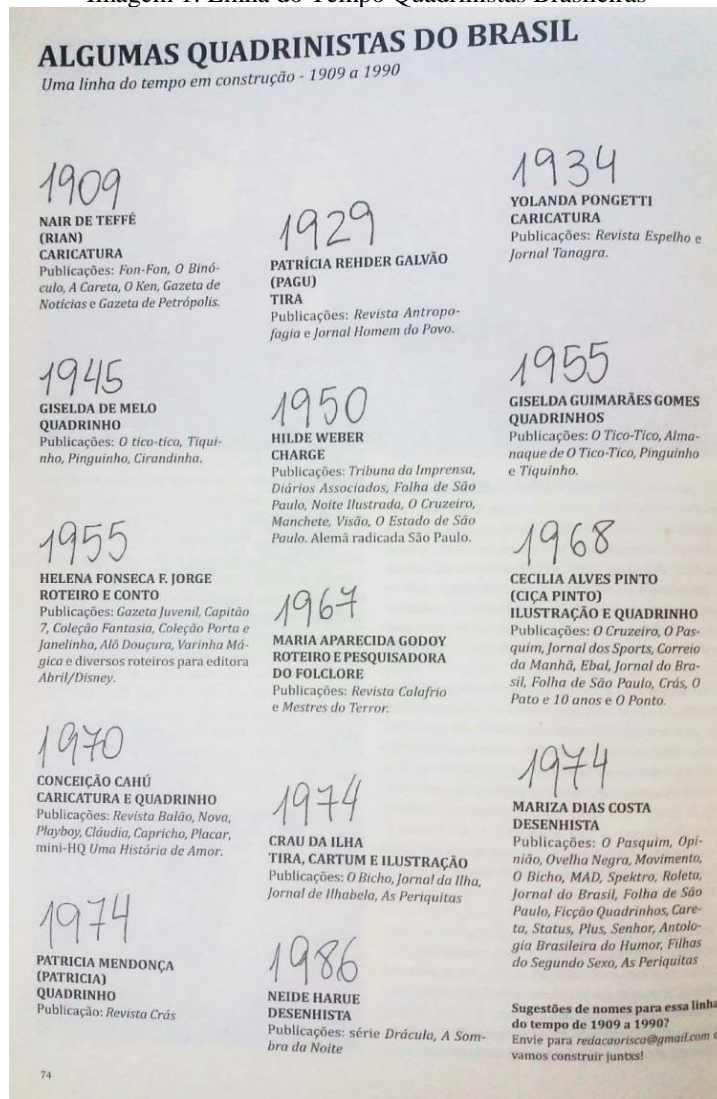 Imagem 1: Linha do Tempo Quadrinistas Brasileiras
ALGUMAS QUADRINISTAS DO BRASIL
Uma linha do tempo em construção - 1909 a 1990
1909
NAIR DE TEFFÉ
(RIAN)
CARICATURA
Publicações: Fon-Fon, O Binó-
culo, A Careta, O Ken, Gazeta de
Notícias e Gazeta de Petrópolis.
1929
PATRÍCIA REHDER GALVÃO
(PAGU)
TIRA
Publicações: Revista Antropo-
fagia e Jornal Homem do Povo.
1934
YOLANDA PONGETTI
CARICATURA
Publicações: Revista Espelho e
Jornal Tanagra.
1945
GISELDA DE MELO
QUADRINHO
Publicações: O tico-tico, Tiqui-
nho, Pinguinho, Cirandinha.
1950
HILDE WEBER
CHARGE
Publicações: Tribuna da Imprensa,
Diários Associados, Folha de São
Paulo, Noite Ilustrada, O Cruzeiro,
Manchete, Visão, O Estado de São
Paulo. Alemã radicada São Paulo.
1955
GISELDA GUIMARÃES GOMES
QUADRINHOS
Publicações: O Tico-Tico, Alma-
naque de O Tico-Tico, Pinguinho
e Tiquinho.
1955
HELENA FONSECA F. JORGE
ROTEIRO E CONTO
Publicações: Gazeta Juvenil, Capitão
7, Coleção Fantasia, Coleção Porta e
Janelinha, Alô Douçura, Varinha Má-
gica e diversos roteiros para editora
Abril/Disney.
1967
MARIA APARECIDA GODOY
ROTEIRO E PESQUISADORA
DO FOLCLORE
Publicações: Revista Calafrio
e Mestres do Terror.
1968
CECILIA ALVES PINTO
(CIÇA PINTO)
ILUSTRAÇÃO E QUADRINHO
Publicações: O Cruzeiro, O Pas-
quim, Jornal dos Sports, Correio
da Manhã, Ebal, Jornal do Bra-
sil, Folha de São Paulo, Crás, O
Pato e 10 anos e O Ponto.
1970
CONCEIÇÃO CAHÚ
CARICATURA E QUADRINHO
Publicações: Revista Balão, Nova,
Playboy, Cláudia, Capricho, Placar,
mini-HQ Uma História de Amor.
1974
CRAU DA ILHA
TIRA, CARTUM E ILUSTRAÇÃO
Publicações: O Bicho, Jornal da Ilha,
Jornal de Ilhabela, As Periquitas
1974
MARIZA DIAS COSTA
DESENHISTA
Publicações: O Pasquim, Opi-
nião, Ovelha Negra, Movimento,
O Bicho, MAD, Spektro, Roleta,
Jornal do Brasil, Folha de São
Paulo, Ficção Quadrinhos, Care-
ta, Status, Plus, Senhor, Antolo-
gia Brasileira do Humor, Filhas
do Segundo Sexo, As Periquitas
1974
PATRICIA MENDONÇA
(PATRICIA)
QUADRINHO
Publicação: Revista Crás
1986
NEIDE HARUE
DESENHISTA
Publicações: série Drácula, A Som-
bra da Noite
Sugestões de nomes para essa linha
do tempo de 1909 a 1990?
Envie para redacaorisca@gmail.com e
vamos construir juntxs!
74